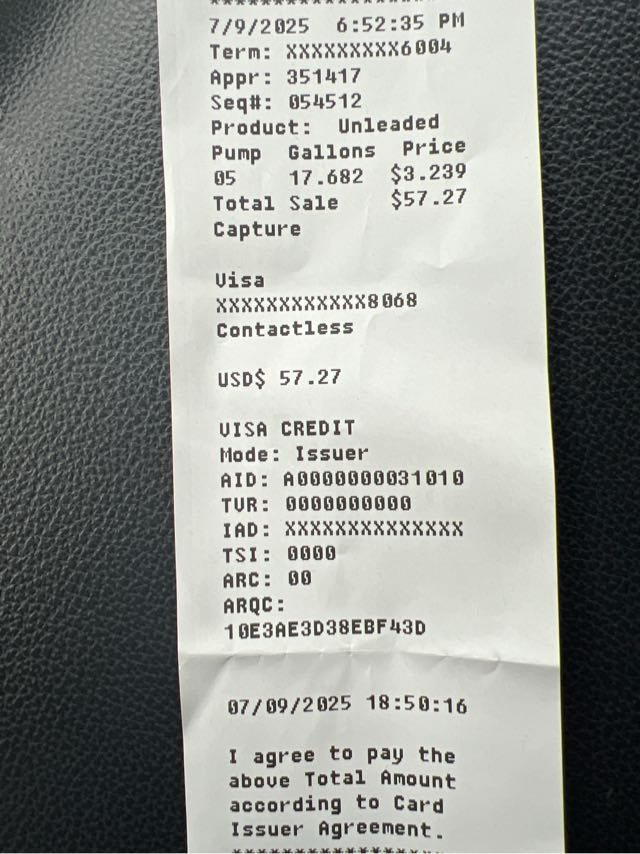 7/9/2025 6:52:35 PM
Term: XXXXXXXXX6004
Appr: 351417
Seq#: 054512
Product: Unleaded
Pump Gallons Price
05 17.682 $3.239
Total Sale $57.27
Capture
Visa
XXXXXXXXXXXX8068
Contactless
USD$ 57.27
VISA CREDIT
Mode: Issuer
AID: A0000000031010
TVR: 0000000000
IAD: XXXXXXXXXXXXXX
TSI: 0000
ARC: 00
ARQC:
10E3AE3D38EBF43D
07/09/2025 18:50:16
I agree to pay the
above Total Amount
according to Card
Issuer Agreement.